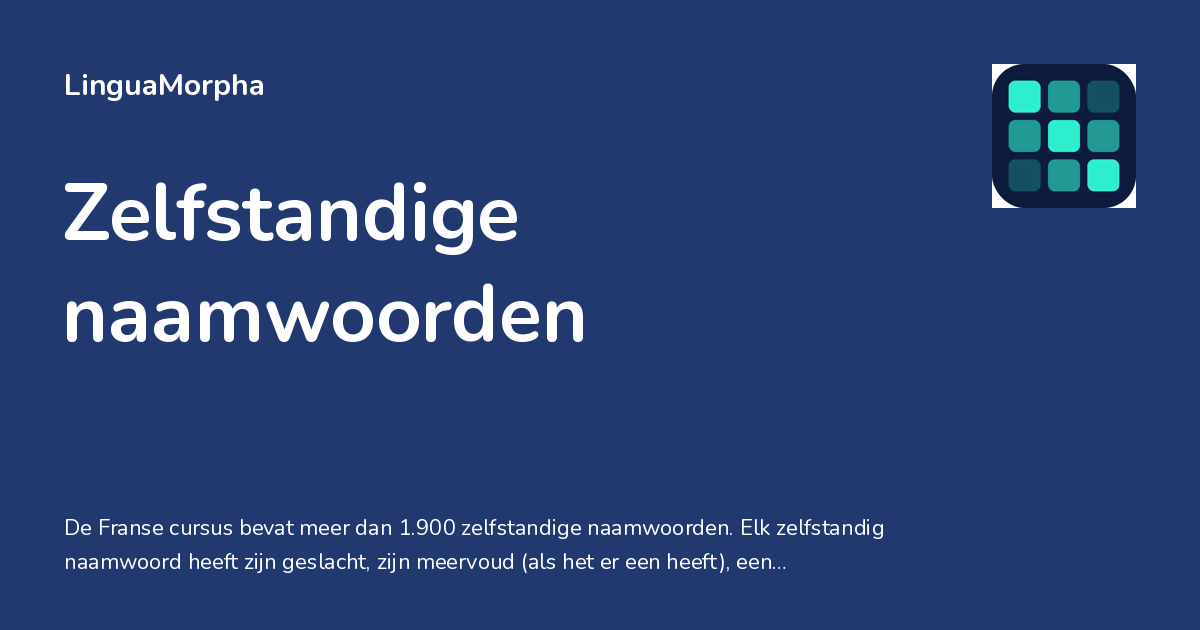 LinguaMorpha
Zelfstandige
naamwoorden
De Franse cursus bevat meer dan 1.900 zelfstandige naamwoorden. Elk zelfstandig
naamwoord heeft zijn geslacht, zijn meervoud (als het er een heeft), een...